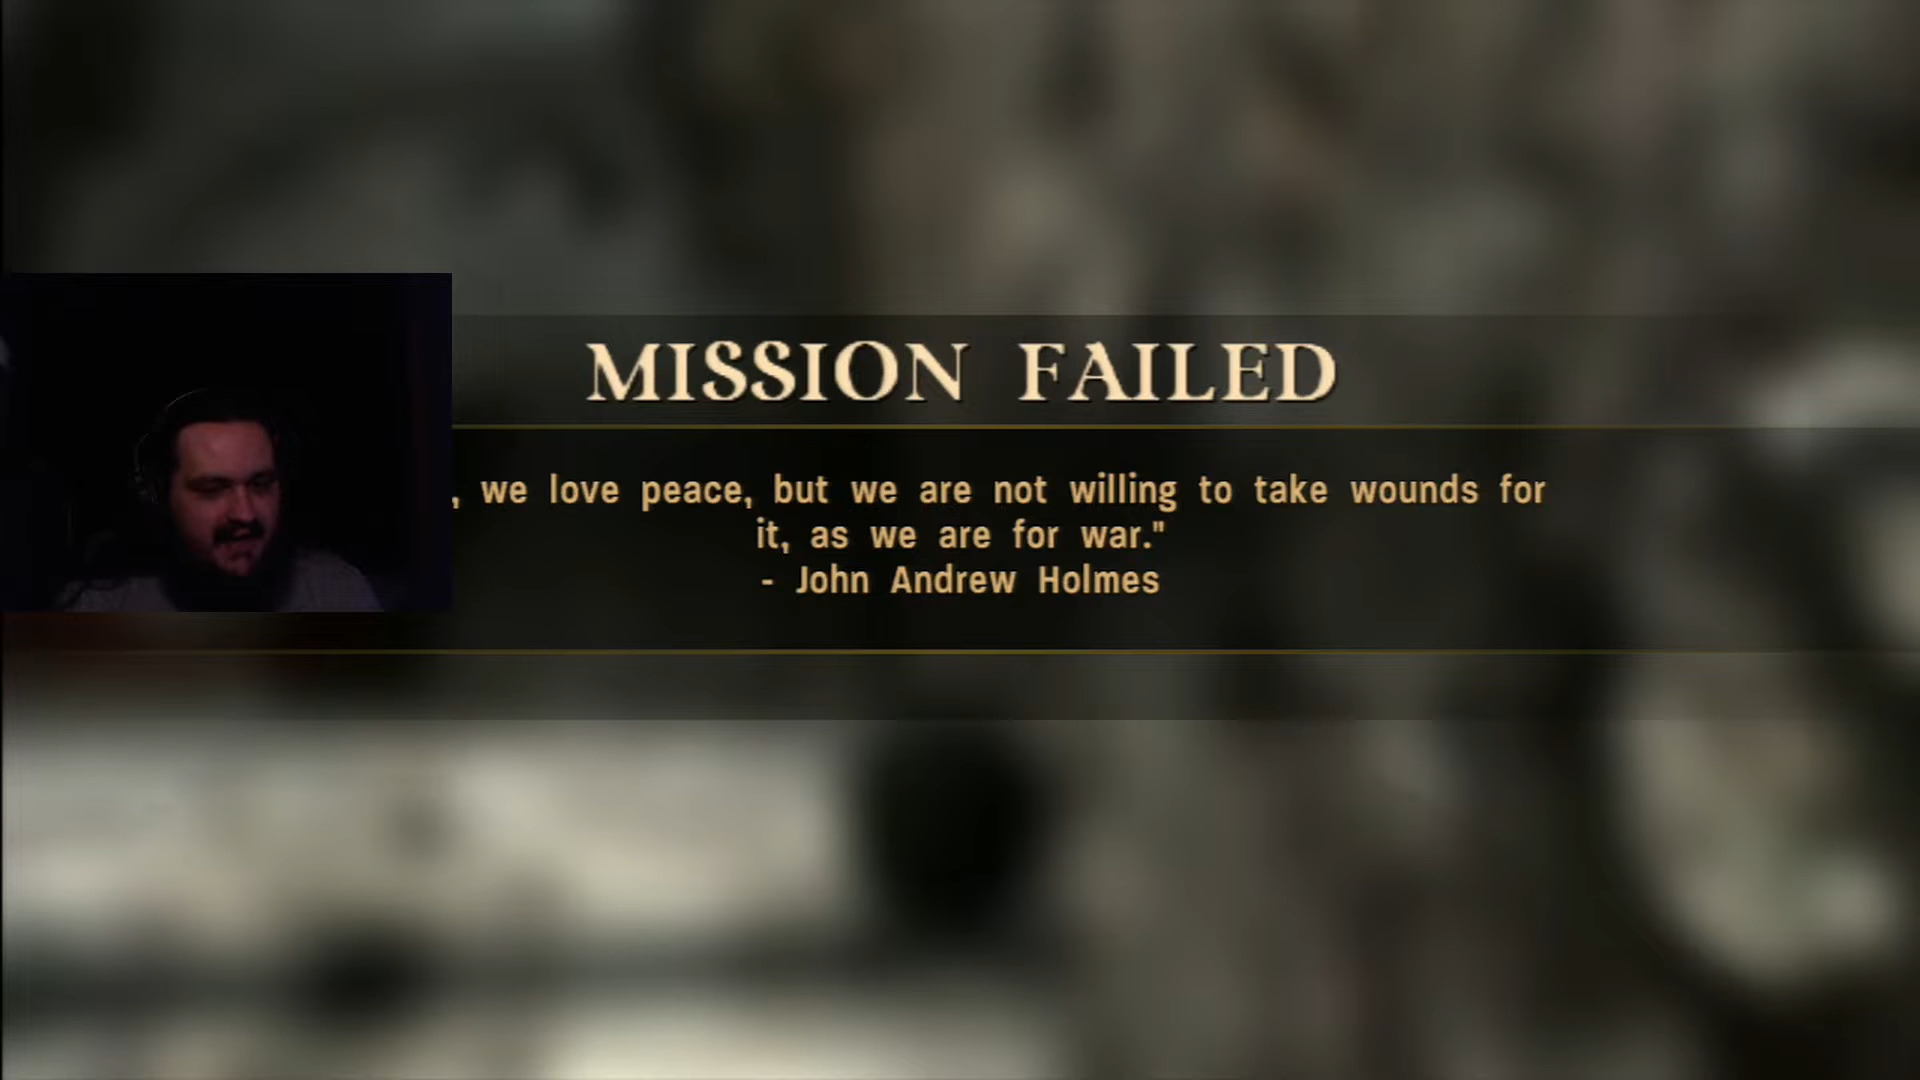 MISSION FAILED
, we love peace, but we are not willing to take wounds for
it, as we are for war."
- John Andrew Holmes